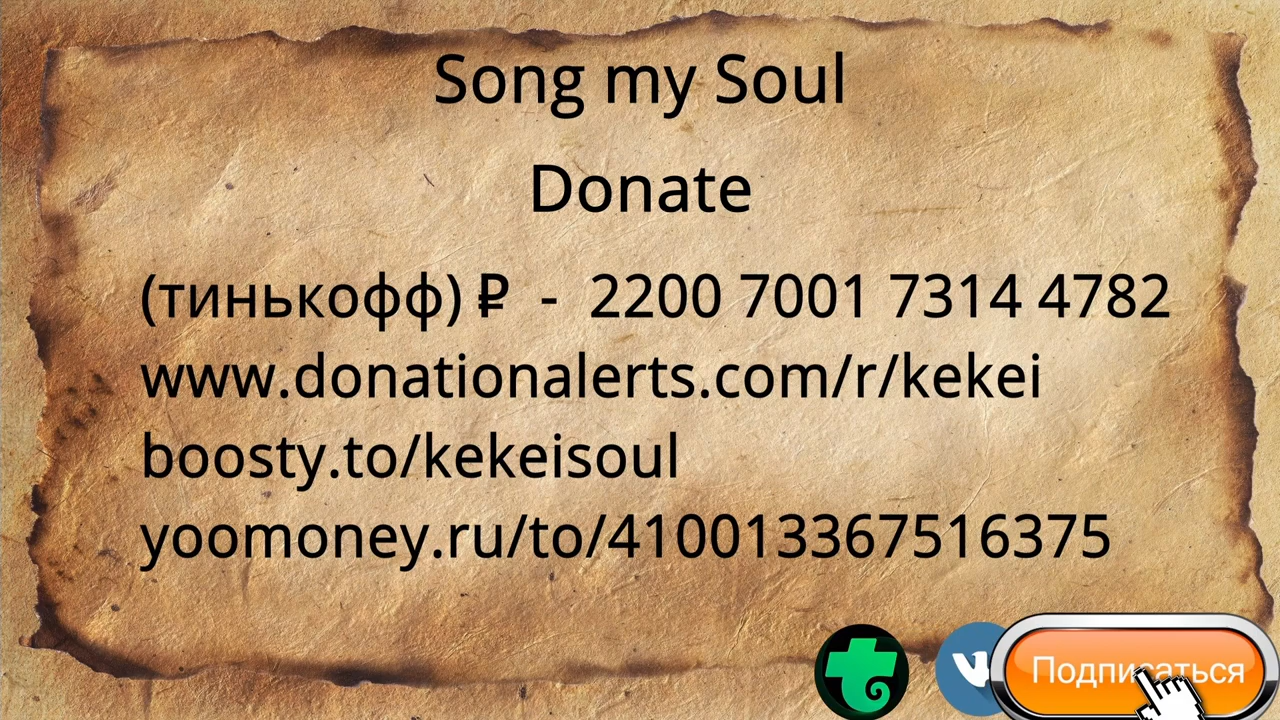 Song my Soul
Donate
(тинькофф) ₽ - 2200 7001 7314 4782
www.donationalerts.com/r/kekei
boosty.to/kekeisoul
yoomoney.ru/to/410013367516375
Подписаться